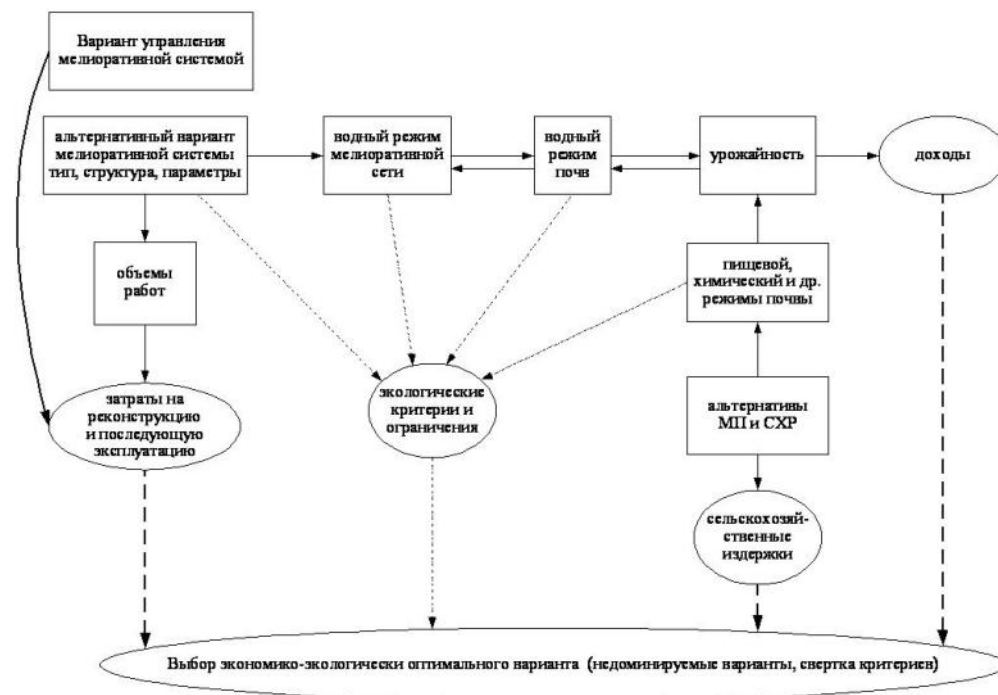 Вариант управления
мелиоративной системой
альтернативный вариант
мелиоративной системы
тип, структура, параметры
водный режим
мелиоративной
сети
водный
режим
почв
урожайность
доходы
объемы
работ
пищевой,
химический и др.
режимы почвы
затраты на
реконструкцию
и последующую
эксплуатацию
экологические
критерии и
ограничения
альтернативы
МП и СХР
сельскохозяй-
ственные
издержки
Выбор экономико-экологически оптимального варианта (недоминируемые варианты, свертка критериев)